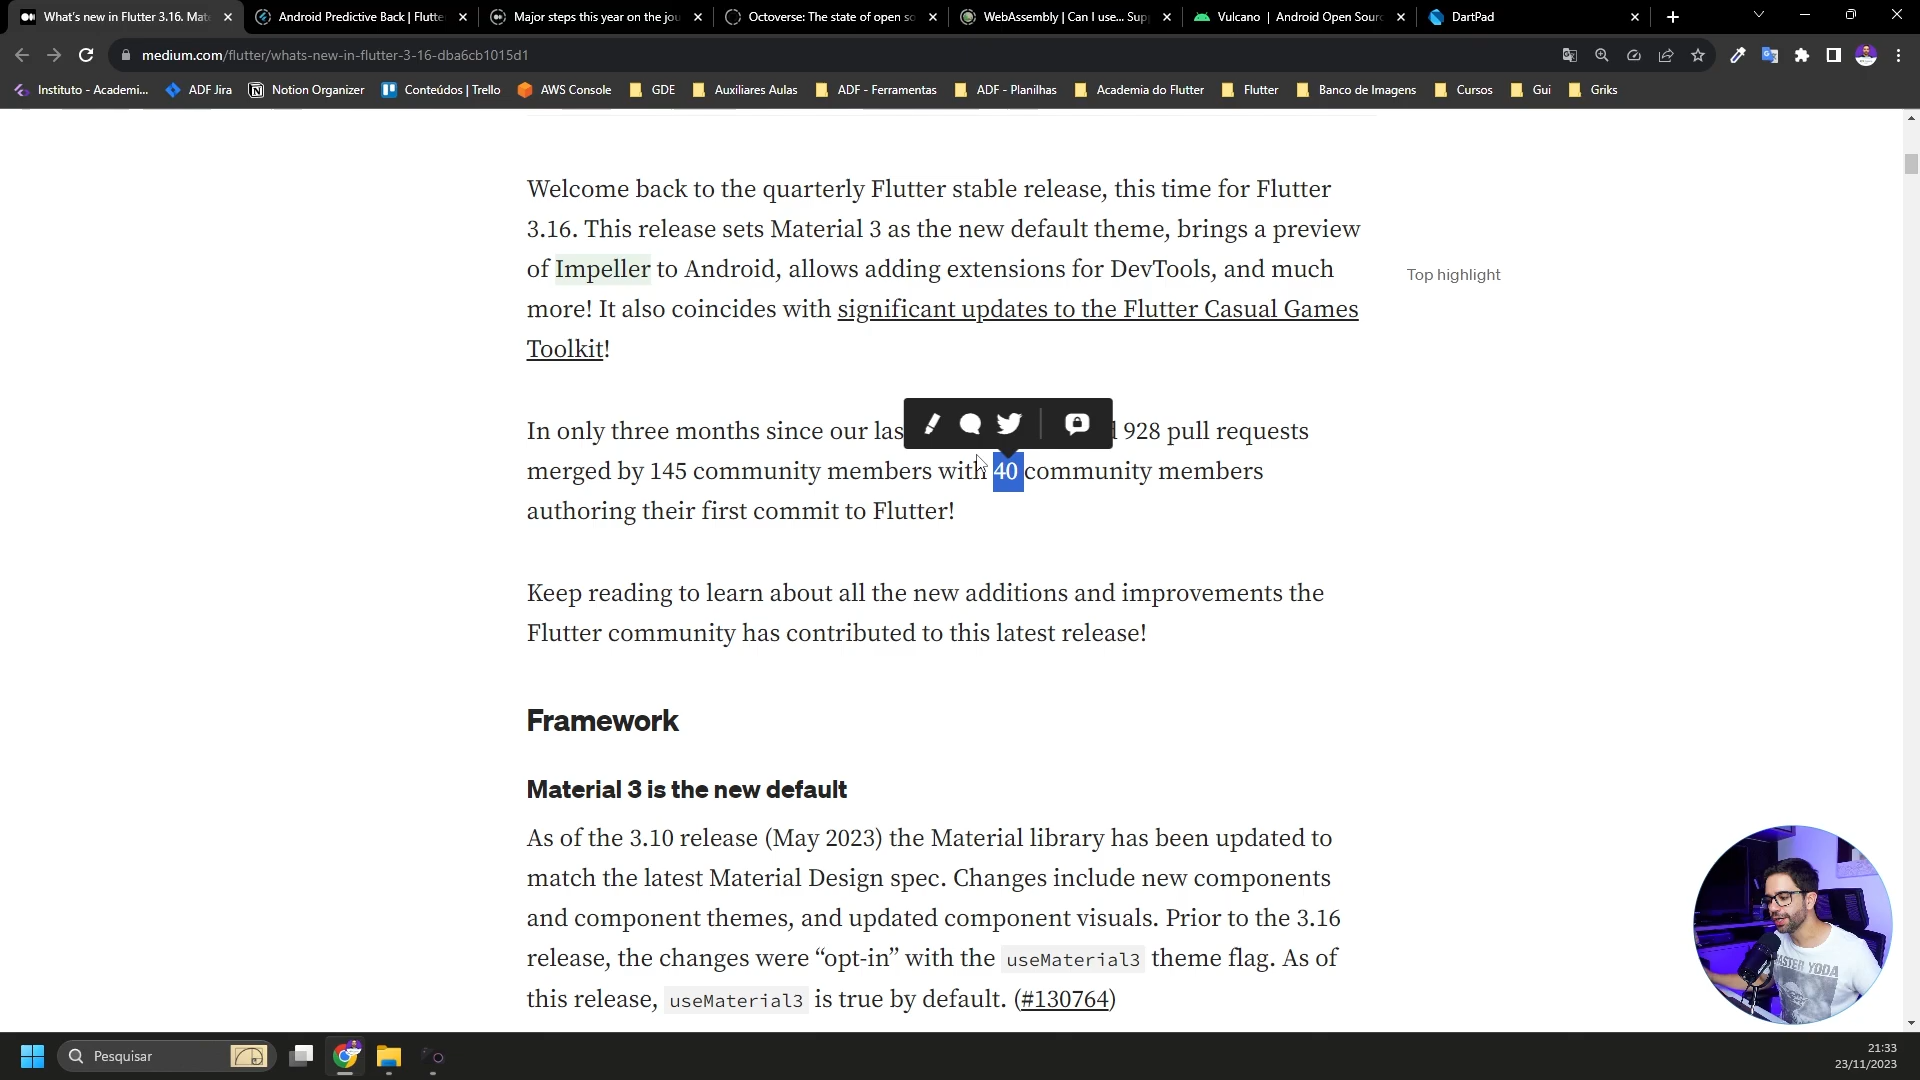 What's new in Flutter 3.16. Mat
Android Predictive Back | Flutte
Major steps this year on the jou
Octoverse: The state of open so
WebAssembly | Can I use... Sup
Vulcano | Android Open Sourc
DartPad
medium.com/flutter/whats-new-in-flutter-3-16-dba6cb1015d1
Instituto - Academi...
ADF Jira
Notion Organizer
Conteúdos | Trello
AWS Console
GDE
Auxiliares Aulas
ADF - Ferramentas
ADF - Planilhas
Academia do Flutter
Flutter
Banco de Imagens
Cursos
Gui
Griks
Welcome back to the quarterly Flutter stable release, this time for Flutter
3.16. This release sets Material 3 as the new default theme, brings a preview
of Impeller to Android, allows adding extensions for DevTools, and much
Top highlight
more! It also coincides with significant updates to the Flutter Casual Games
Toolkit!
In only three months since our las 928 pull requests
merged by 145 community members with 40 community members
authoring their first commit to Flutter!
Keep reading to learn about all the new additions and improvements the
Flutter community has contributed to this latest release!
Framework
Material 3 is the new default
As of the 3.10 release (May 2023) the Material library has been updated to
match the latest Material Design spec. Changes include new components
and component themes, and updated component visuals. Prior to the 3.16
release, the changes were “opt-in” with the useMaterial3 theme flag. As of
this release, useMaterial3 is true by default. (#130764)
MASTER YODA
Pesquisar
21:33
23/11/2023